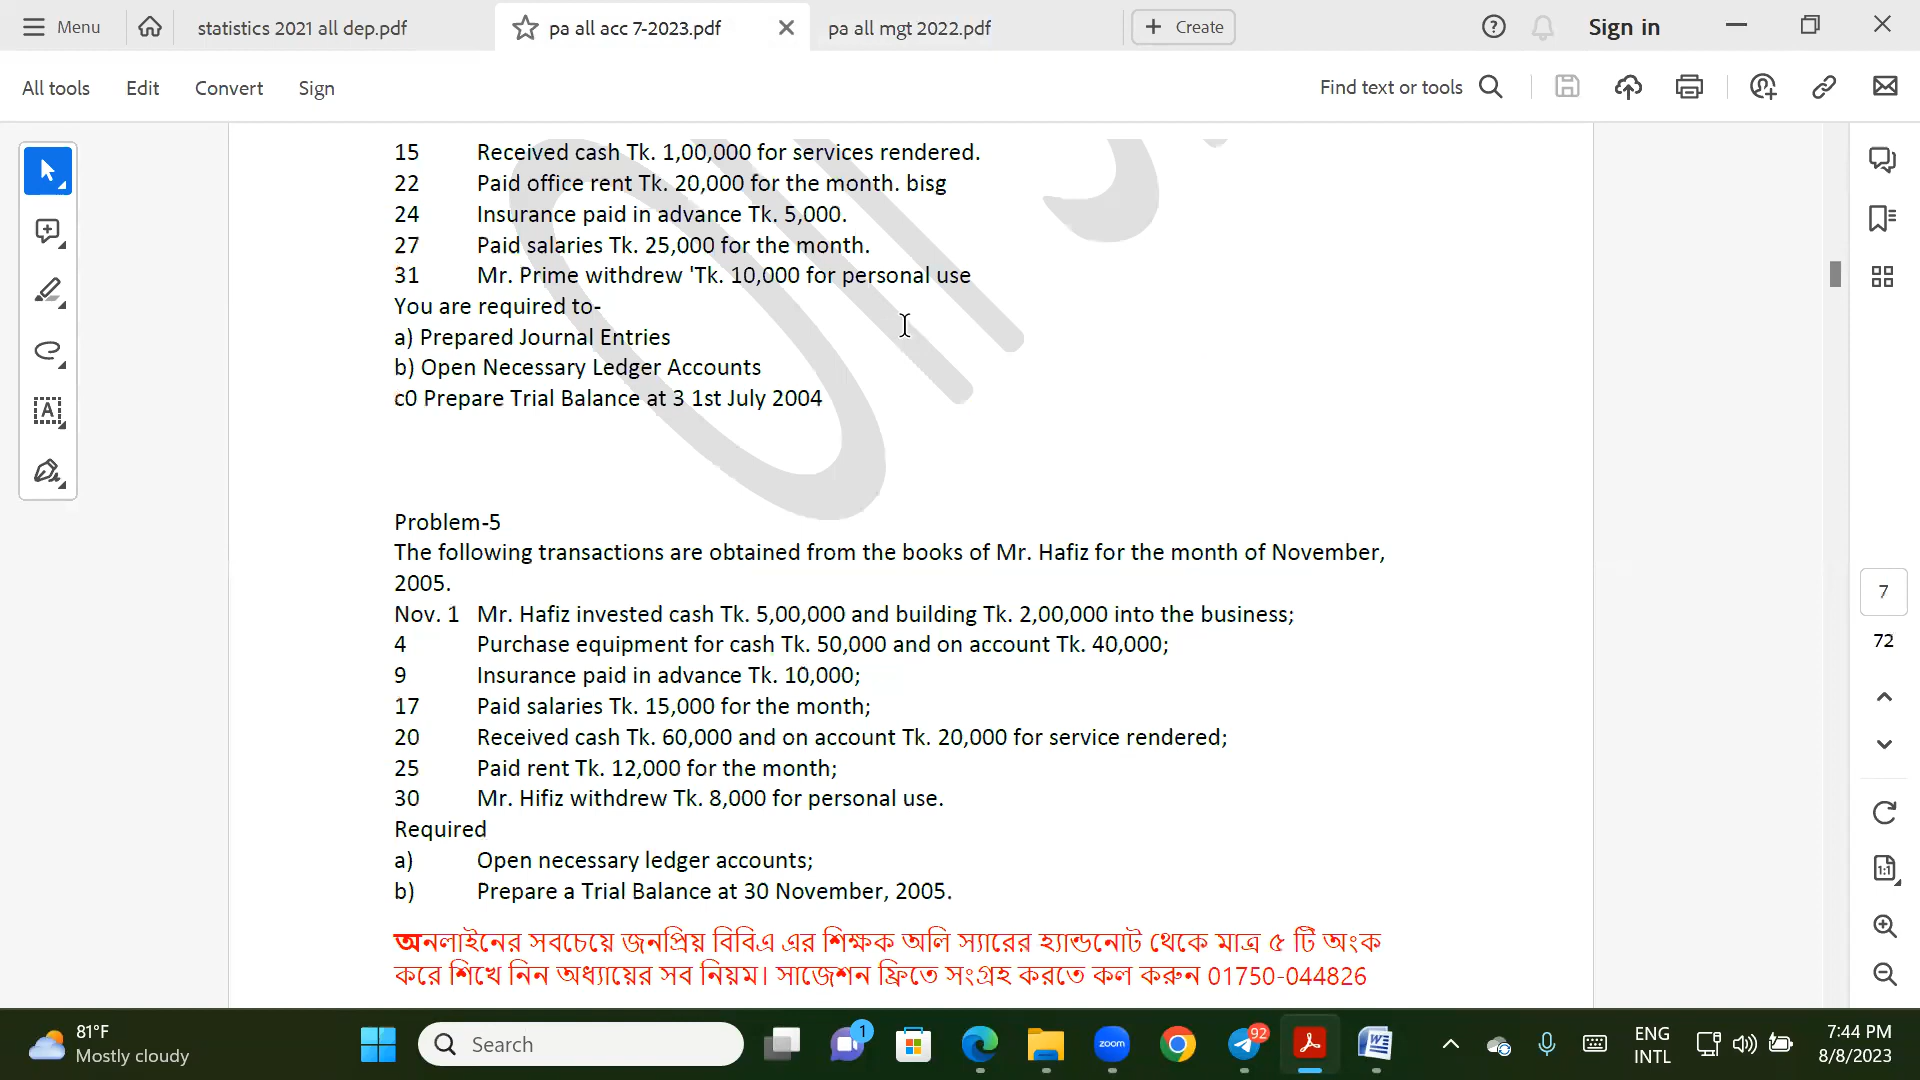 Menu
statistics 2021 all dep.pdf
pa all acc 7-2023.pdf
pa all mgt 2022.pdf
Create
Sign in
All tools
Edit
Convert
Sign
Find text or tools
15 Received cash Tk. 1,00,000 for services rendered.
22 Paid office rent Tk. 20,000 for the month. bisg
24 Insurance paid in advance Tk. 5,000.
27 Paid salaries Tk. 25,000 for the month.
31 Mr. Prime withdrew 'Tk. 10,000 for personal use
You are required to-
a) Prepared Journal Entries
b) Open Necessary Ledger Accounts
c0 Prepare Trial Balance at 3 1st July 2004
Problem-5
The following transactions are obtained from the books of Mr. Hafiz for the month of November,
2005.
Nov. 1 Mr. Hafiz invested cash Tk. 5,00,000 and building Tk. 2,00,000 into the business;
4 Purchase equipment for cash Tk. 50,000 and on account Tk. 40,000;
9 Insurance paid in advance Tk. 10,000;
17 Paid salaries Tk. 15,000 for the month;
20 Received cash Tk. 60,000 and on account Tk. 20,000 for service rendered;
25 Paid rent Tk. 12,000 for the month;
30 Mr. Hifiz withdrew Tk. 8,000 for personal use.
Required
a) Open necessary ledger accounts;
b) Prepare a Trial Balance at 30 November, 2005.
অনলাইনের সবচেয়ে জনপ্রিয় বিবিএ এর শিক্ষক অলি স্যারের হ্যান্ডনোট থেকে মাত্র ৫ টি অংক
করে শিখে নিন অধ্যায়ের সব নিয়ম। সাজেশন ফ্রিতে সংগ্রহ করতে কল করুন 01750-044826
7
72
1:1
81°F
Mostly cloudy
Search
1
zoom
92
ENG
INTL
7:44 PM
8/8/2023